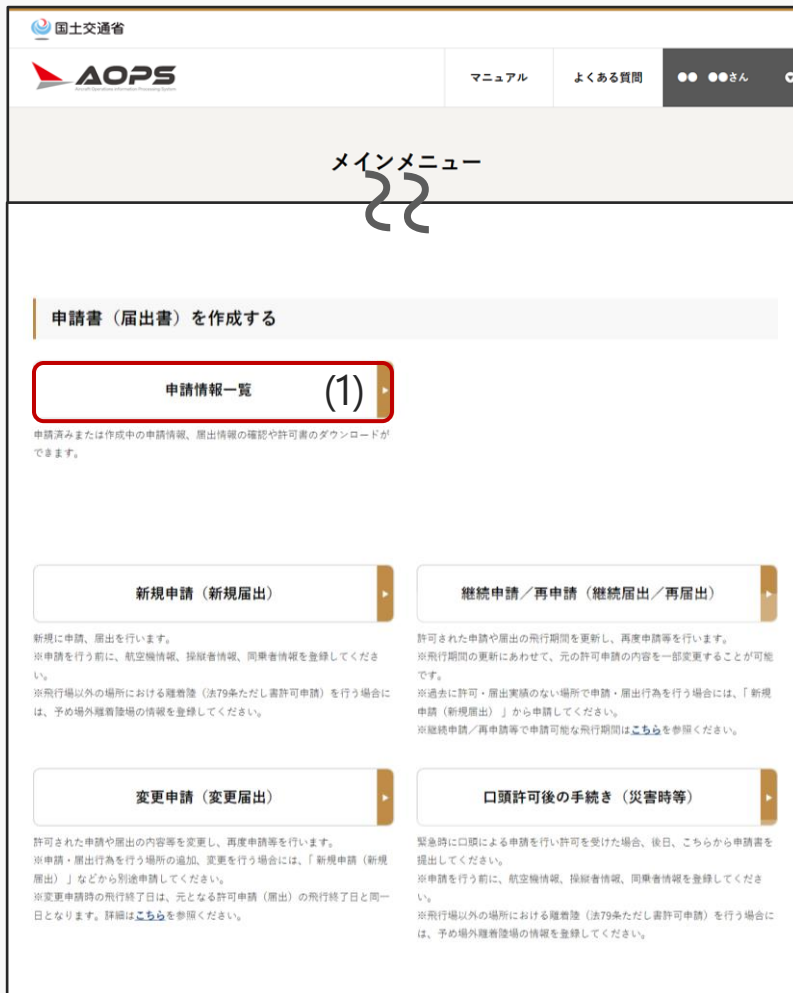 国土交通省
AOPS
Aircraft Operations Information Processing System
マニュアル
よくある質問
●● ●●さん
メインメニュー
申請書（届出書）を作成する
申請情報一覧
(1)
申請済みまたは作成中の申請情報、届出情報の確認や許可書のダウンロードが
できます。
新規申請（新規届出）
新規に申請、届出を行います。
※申請を行う前に、航空機情報、操縦者情報、同乗者情報を登録してくださ
い。
※飛行場以外の場所における離着陸（法79条ただし書許可申請）を行う場合に
は、予め場外離着陸場の情報を登録してください。
継続申請／再申請（継続届出／再届出）
許可された申請や届出の飛行期間を更新し、再度申請等を行います。
※飛行期間の更新にあわせて、元の許可申請の内容を一部変更することが可能
です。
※過去に許可・届出実績のない場所で申請・届出行為を行う場合には、「 新規
申請（新規届出） 」から申請してください。
※継続申請／再申請等で申請可能な飛行期間はこちらを参照ください。
変更申請（変更届出）
許可された申請や届出の内容等を変更し、再度申請等を行います。
※申請・届出行為を行う場所の追加、変更を行う場合には、「 新規申請（新規
届出） 」などから別途申請してください。
※変更申請時の飛行終了日は、元となる許可申請（届出）の飛行終了日と同一
日となります。詳細はこちらを参照ください。
口頭許可後の手続き（災害時等）
緊急時に口頭による申請を行い許可を受けた場合、後日、こちらから申請書を
提出してください。
※申請を行う前に、航空機情報、操縦者情報、同乗者情報を登録してくださ
い。
※飛行場以外の場所における離着陸（法79条ただし書許可申請）を行う場合に
は、予め場外離着陸場の情報を登録してください。